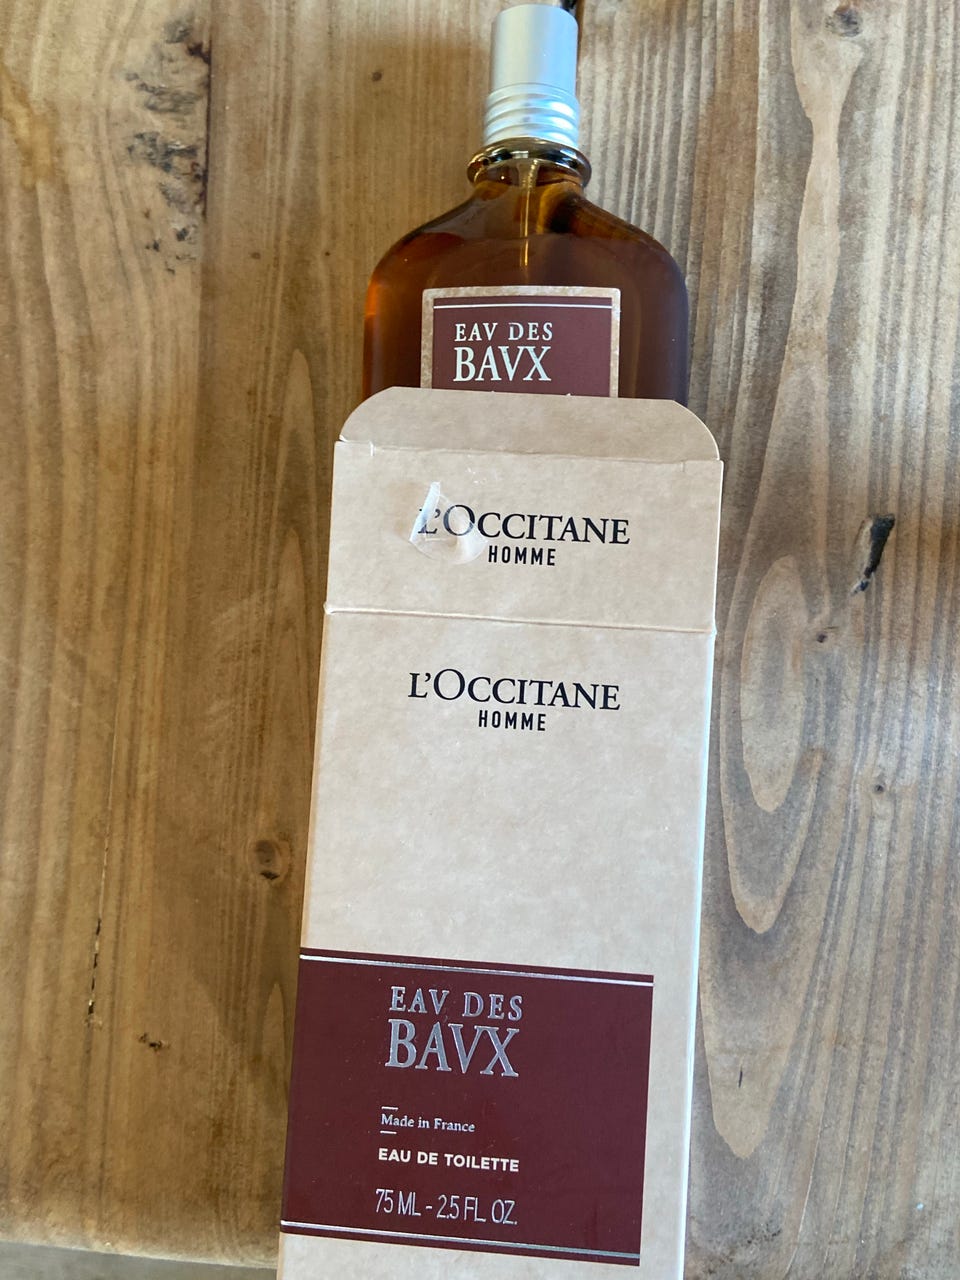 EAV DES
BAVX
L'OCCITANE
HOMME
L'OCCITANE
HOMME
EAV DES
BAVX
Made in France
EAU DE TOILETTE
75 ML - 2.5 FL. OZ.